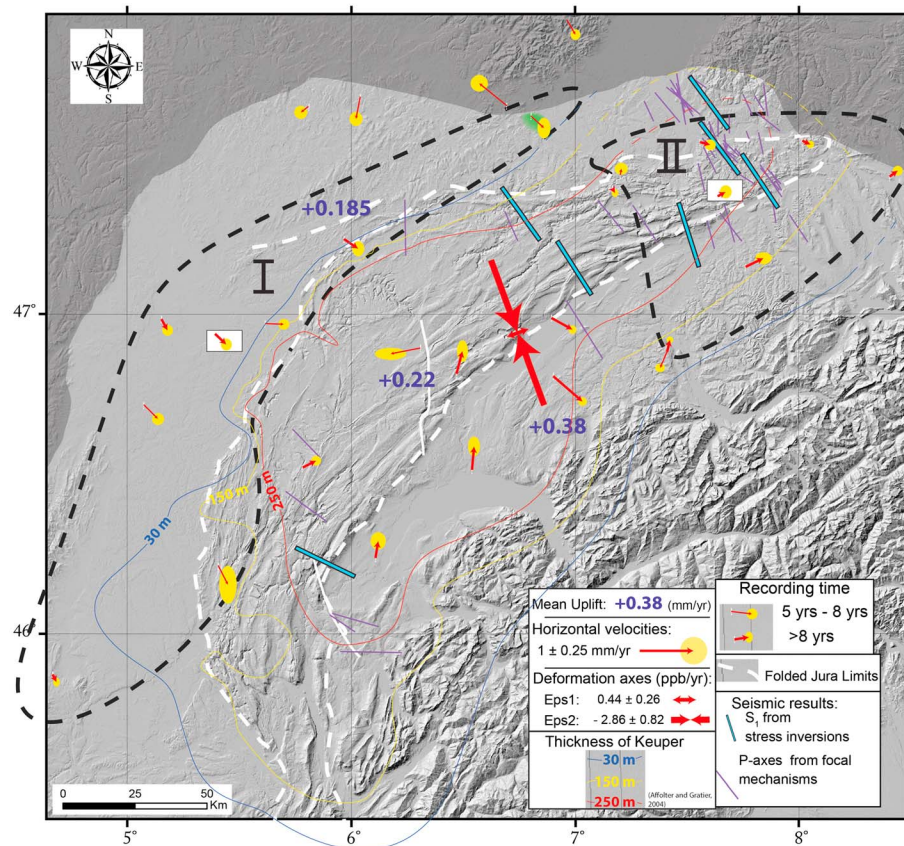 N
W E
S
II
+0.185
I
47°
+0.22
+0.38
150 m
250 m
30 m
46°
Mean Uplift: +0.38 (mm/yr)
Horizontal velocities:
1 ± 0.25 mm/yr
Deformation axes (ppb/yr):
Eps1: 0.44 ± 0.26
Eps2: - 2.86 ± 0.82
Thickness of Keuper
30 m
150 m
250 m
(Affolter and Gratier,
2004)
Recording time
5 yrs - 8 yrs
>8 yrs
Folded Jura Limits
Seismic results:
S₁ from
stress inversions
P-axes from focal
mechanisms
0 25 50
Km
5° 6° 7° 8°